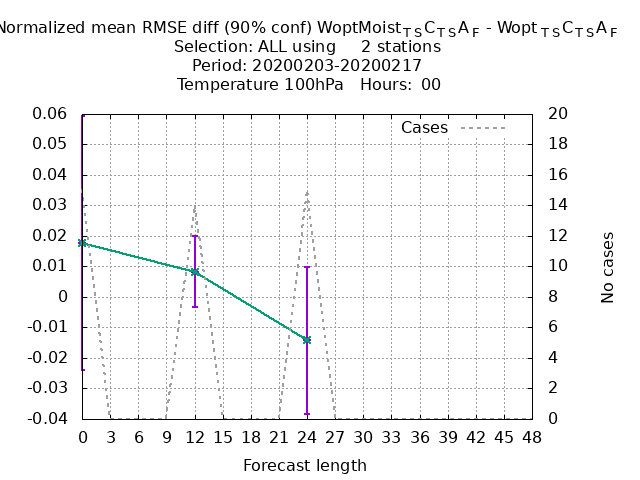 Normalized mean RMSE diff (90% conf) WoptMoistTSCTSAF - WoptTSCTSAF
Selection: ALL using 2 stations
Period: 20200203-20200217
Temperature 100hPa Hours: 00
Cases
0.06
0.05
0.04
0.03
0.02
0.01
0
-0.01
-0.02
-0.03
-0.04
20
18
16
14
12
10
8
6
4
2
0
No cases
0 3 6 9 12 15 18 21 24 27 30 33 36 39 42 45 48
Forecast length